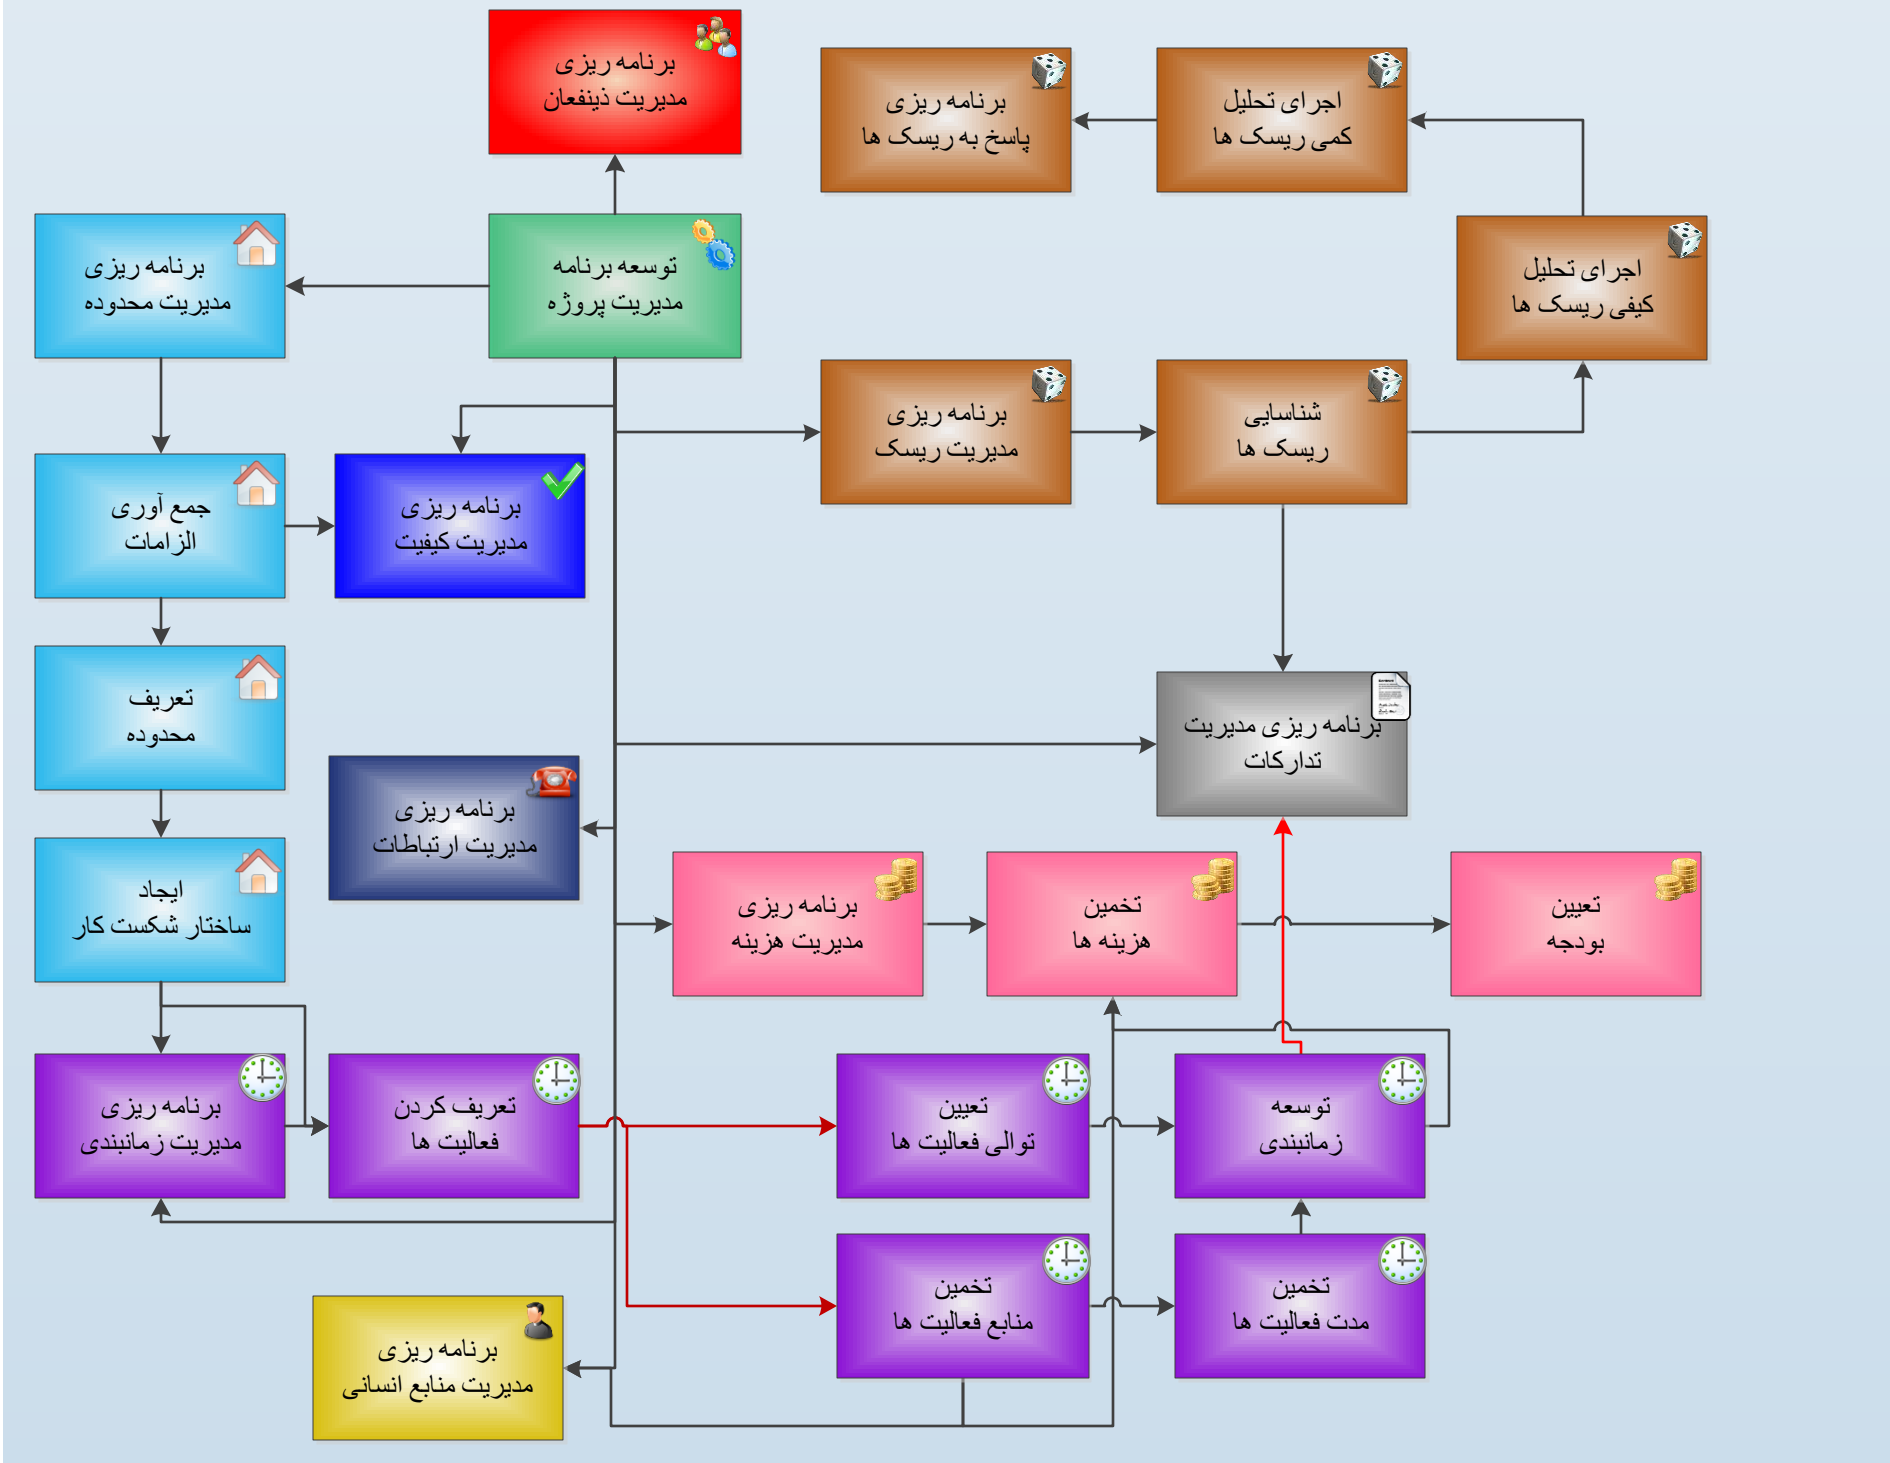 برنامه ریزی
مدیریت ذینفعان
برنامه ریزی
پاسخ به ریسک ها
اجرای تحلیل
کمی ریسک ها
برنامه ریزی
مدیریت محدوده
توسعه برنامه
مدیریت پروژه
اجرای تحلیل
کیفی ریسک ها
برنامه ریزی
مدیریت ریسک
شناسایی
ریسک ها
جمع آوری
الزامات
برنامه ریزی
مدیریت کیفیت
تعریف
محدوده
برنامه ریزی مدیریت
تدارکات
برنامه ریزی
مدیریت ارتباطات
ایجاد
ساختار شکست کار
برنامه ریزی
مدیریت هزینه
تخمین
هزینه ها
تعیین
بودجه
برنامه ریزی
مدیریت زمانبندی
تعریف کردن
فعالیت ها
تعیین
توالی فعالیت ها
توسعه
زمانبندی
تخمین
منابع فعالیت ها
تخمین
مدت فعالیت ها
برنامه ریزی
مدیریت منابع انسانی